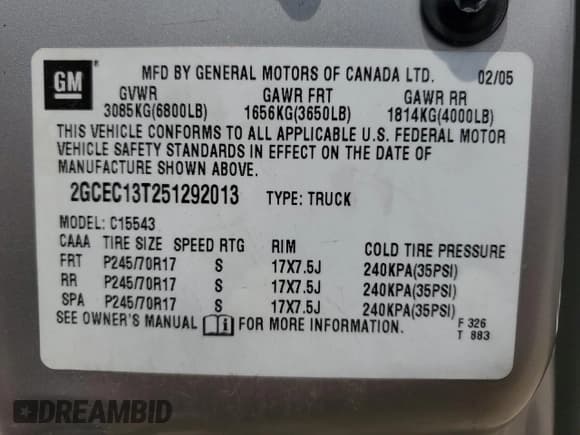 GM
MFD BY GENERAL MOTORS OF CANADA LTD. 02/05
GVWR GAWR FRT GAWR RR
3085KG(6800LB) 1656KG(3650LB) 1814KG(4000LB)
THIS VEHICLE CONFORMS TO ALL APPLICABLE U.S. FEDERAL MOTOR
VEHICLE SAFETY STANDARDS IN EFFECT ON THE DATE OF
MANUFACTURE SHOWN ABOVE.
2GCEC13T251292013 TYPE: TRUCK
MODEL: C15543
CAAA TIRE SIZE SPEED RTG RIM COLD TIRE PRESSURE
FRT P245/70R17 S 17X7.5J 240KPA(35PSI)
RR P245/70R17 S 17X7.5J 240KPA(35PSI)
SPA P245/70R17 S 17X7.5J 240KPA(35PSI)
SEE OWNER'S MANUAL FOR MORE INFORMATION.
F 326
T 883
DREAMBID